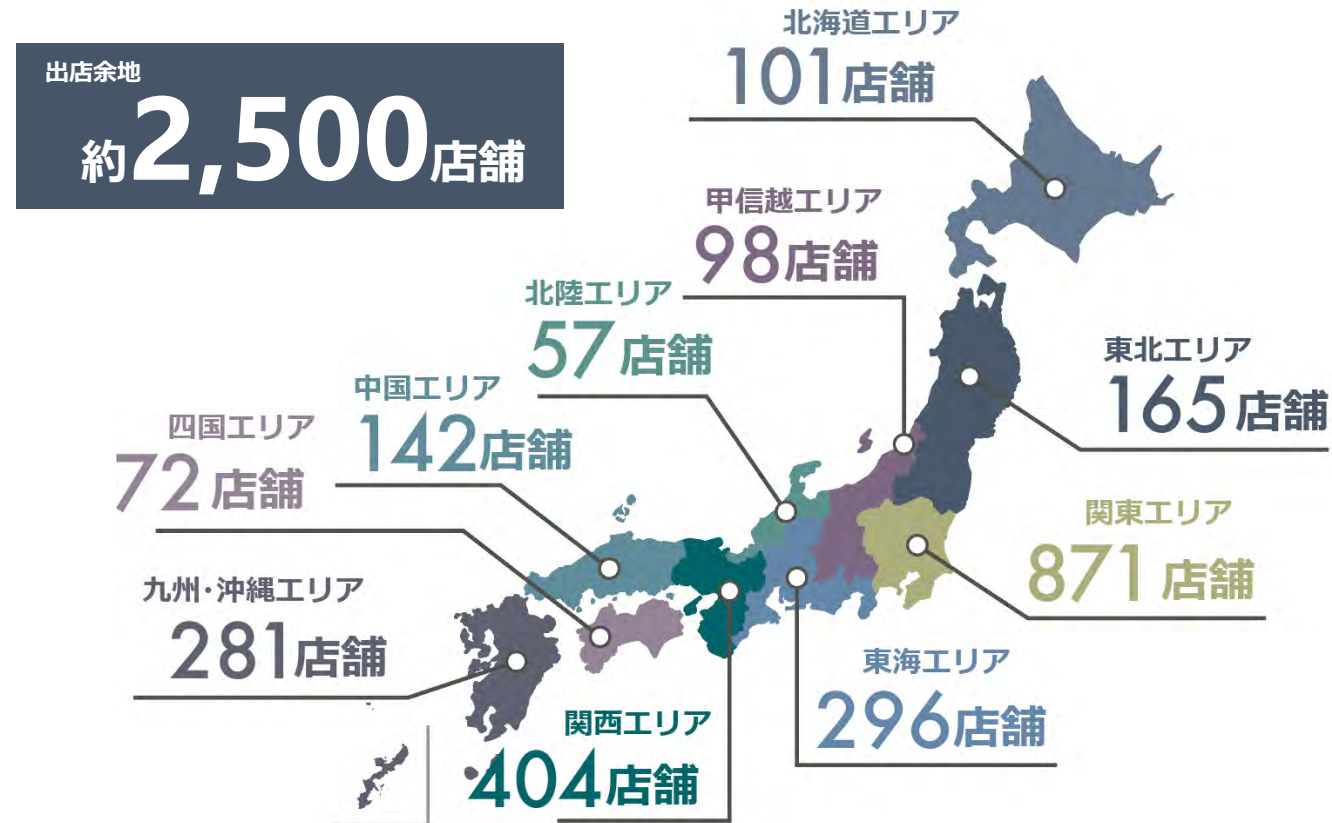 出店余地
約2,500店舗
北海道エリア
101店舗
甲信越エリア
98店舗
北陸エリア
57店舗
東北エリア
165店舗
中国エリア
142店舗
四国エリア
72店舗
関東エリア
871店舗
九州・沖縄エリア
281店舗
東海エリア
296店舗
関西エリア
404店舗